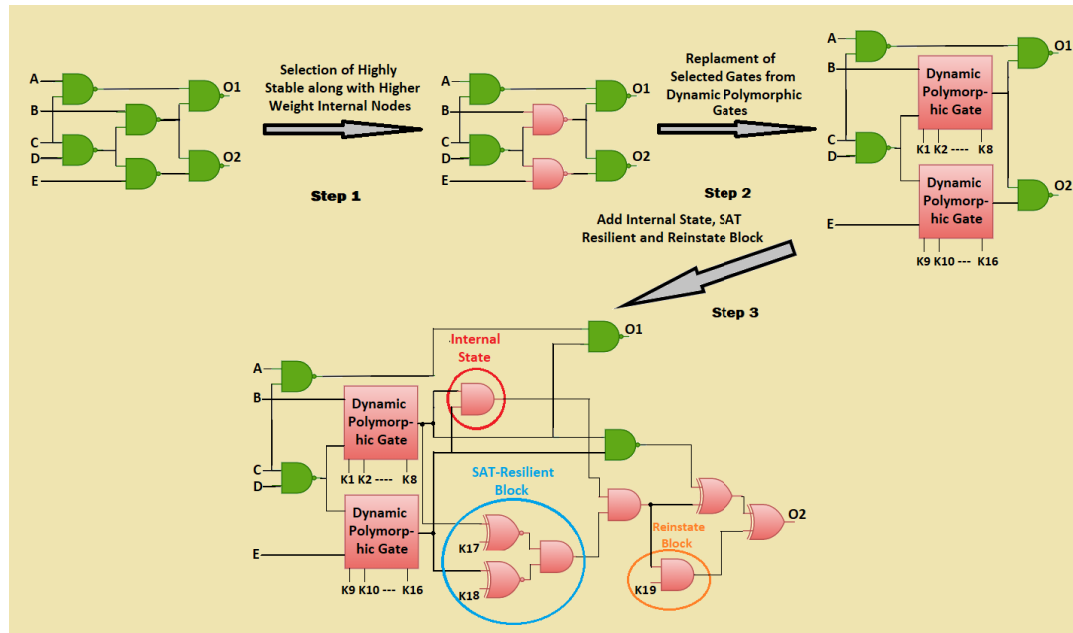 A
B
C
D
E
O1
O2
Selection of Highly
Stable along with Higher
Weight Internal Nodes
Step 1
A
B
C
D
E
O1
O2
Replacment of
Selected Gates from
Dynamic Polymorphic
Gates
Step 2
A
B
C
D
E
Dynamic
Polymorp-
hic Gate
K1 K2 ---- K8
Dynamic
Polymorp-
hic Gate
K9 K10 --- K16
O1
O2
Add Internal State, SAT
Resilient and Reinstate Block
Step 3
A
B
C
D
E
Dynamic
Polymorp-
hic Gate
K1 K2 ---- K8
Dynamic
Polymorp-
hic Gate
K9 K10 --- K16
Internal
State
SAT-Resilient
Block
K17
K18
Reinstate
Block
K19
O1
O2